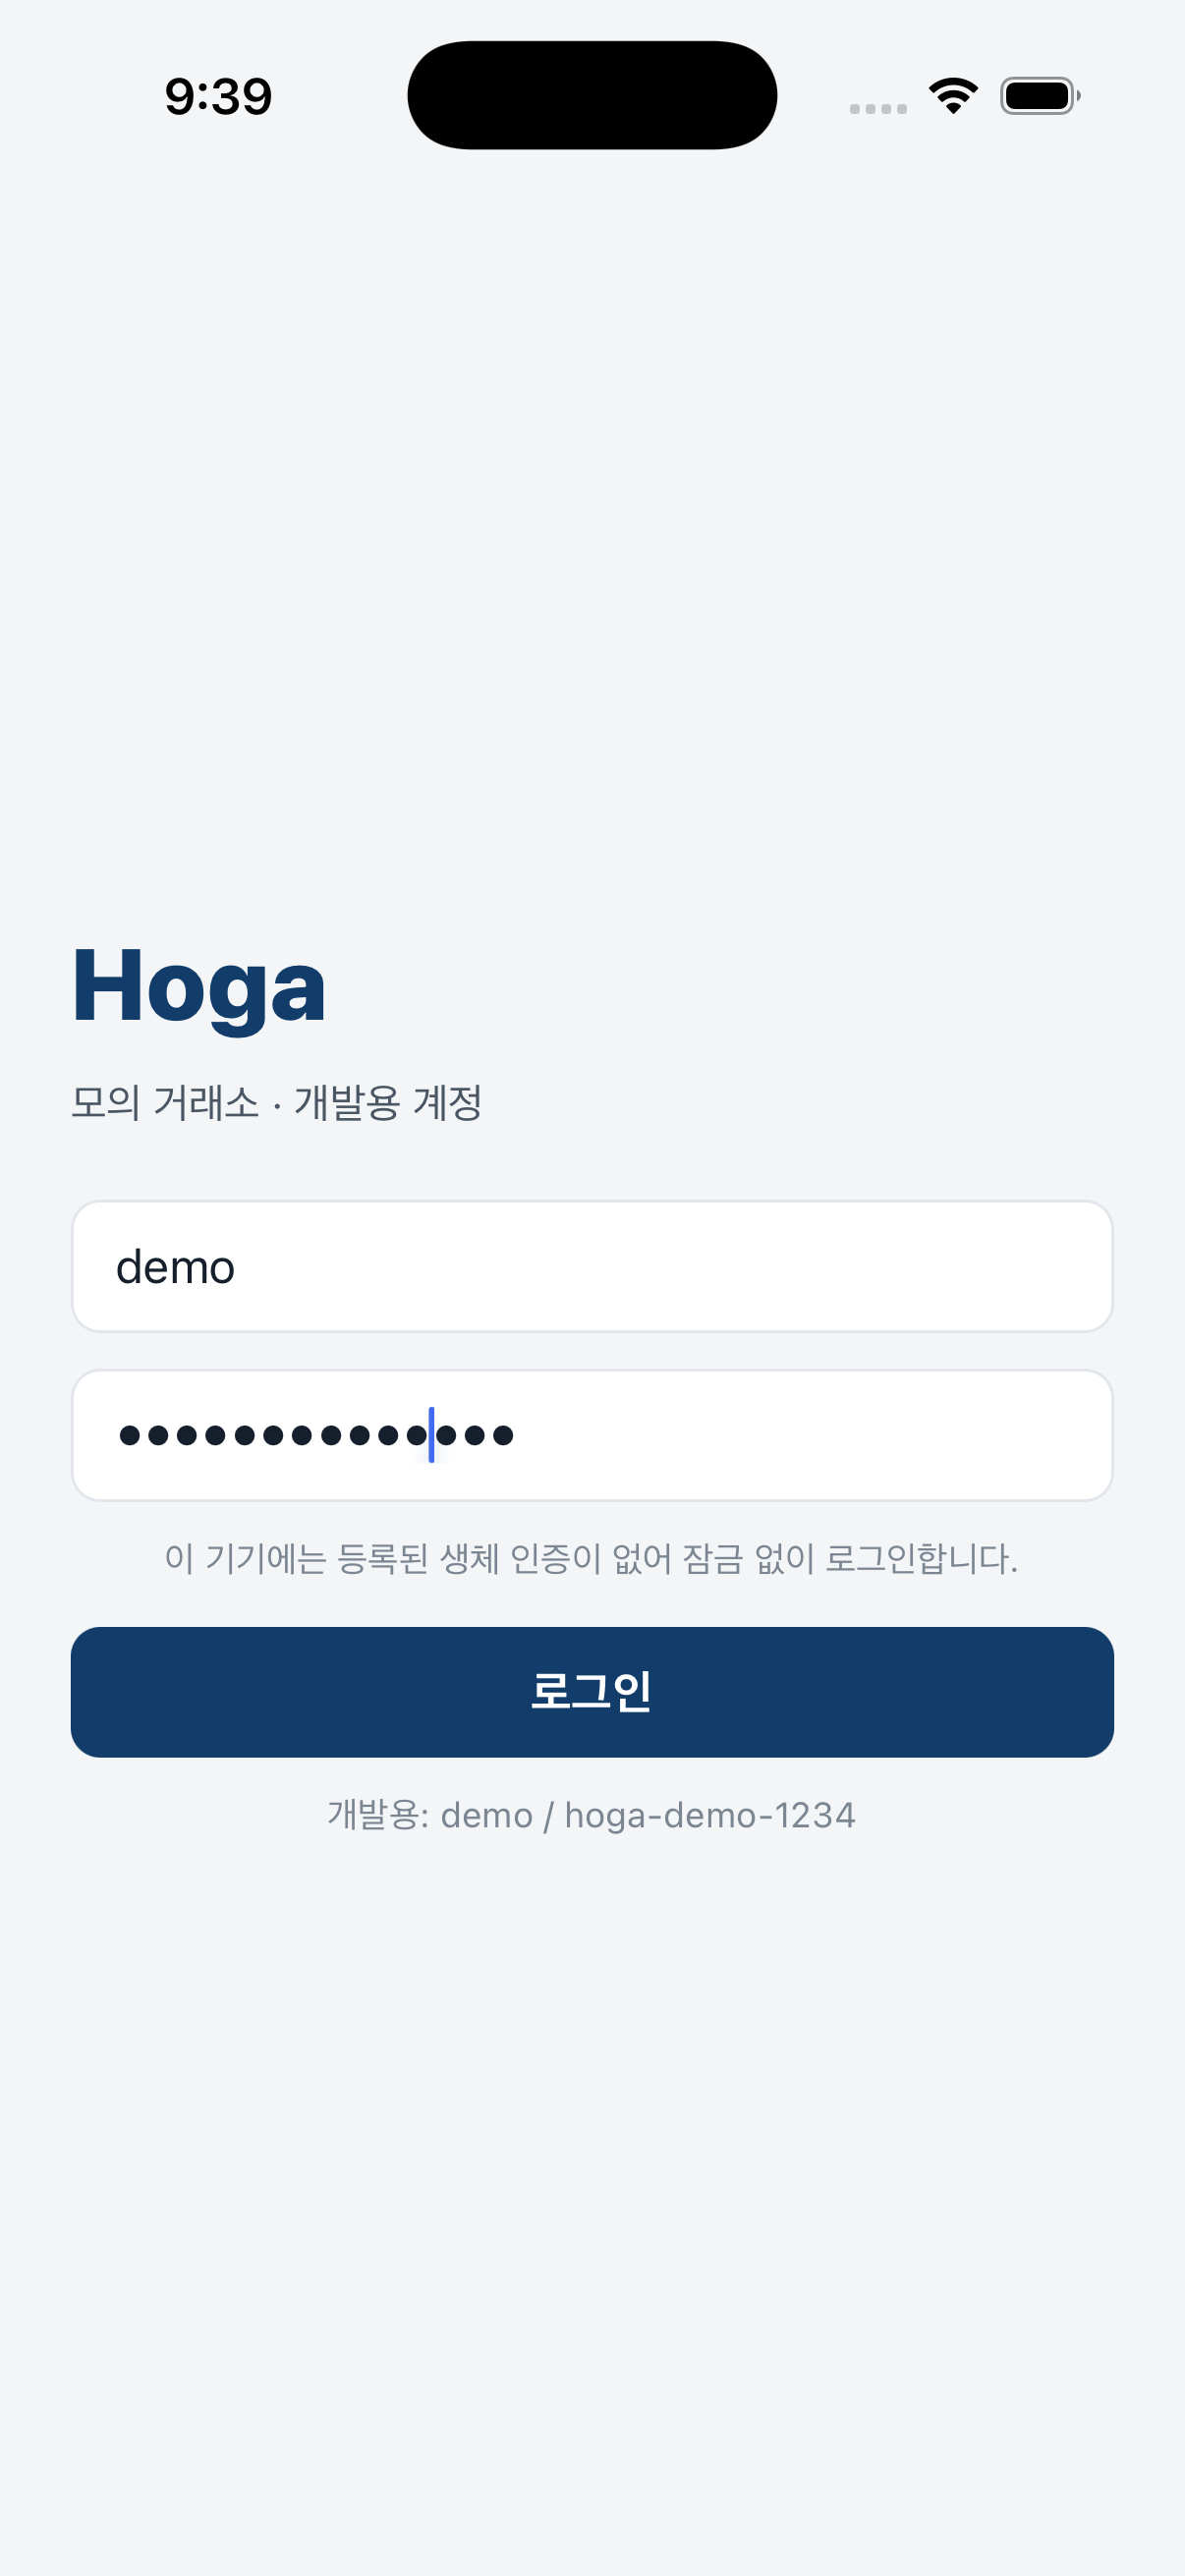 9:39
Hoga
모의 거래소 · 개발용 계정
demo
••••••••••••••
이 기기에는 등록된 생체 인증이 없어 잠금 없이 로그인합니다.
로그인
개발용: demo / hoga-demo-1234